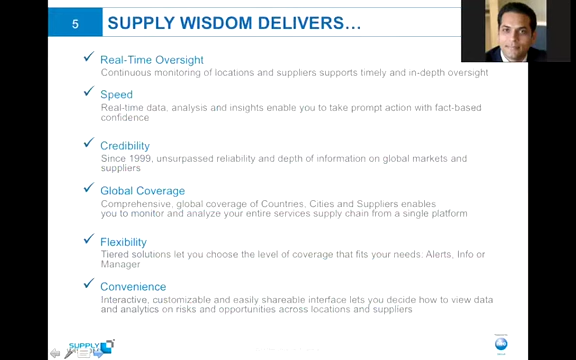 5
SUPPLY WISDOM DELIVERS…
Real-Time Oversight
Continuous monitoring of locations and suppliers supports timely and in-depth oversight
Speed
Real-time data, analysis and insights enable you to take prompt action with fact-based
confidence
Credibility
Since 1999, unsurpassed reliability and depth of information on global markets and
suppliers
Global Coverage
Comprehensive, global coverage of Countries, Cities and Suppliers enables
you to monitor and analyze your entire services supply chain from a single platform
Flexibility
Tiered solutions let you choose the level of coverage that fits your needs, Alerts, Info or
Manager
Convenience
Interactive, customizable and easily shareable interface lets you decide how to view data
and analytics on risks and opportunities across locations and suppliers
SUPPLY